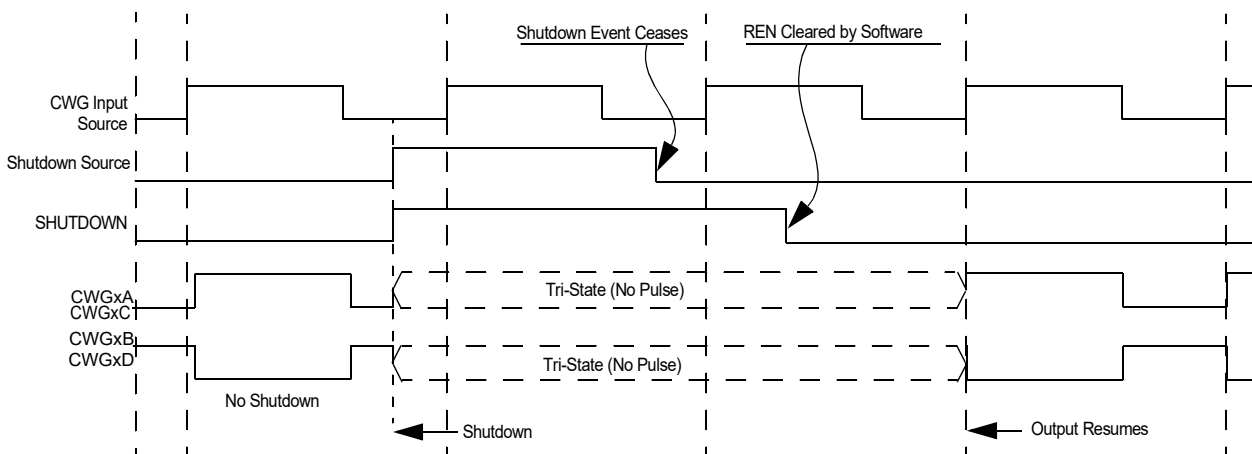 Shutdown Event Ceases
REN Cleared by Software
CWG Input
Source
Shutdown Source
SHUTDOWN
CWGxA
CWGxC
Tri-State (No Pulse)
CWGxB
CWGxD
Tri-State (No Pulse)
No Shutdown
Shutdown
Output Resumes